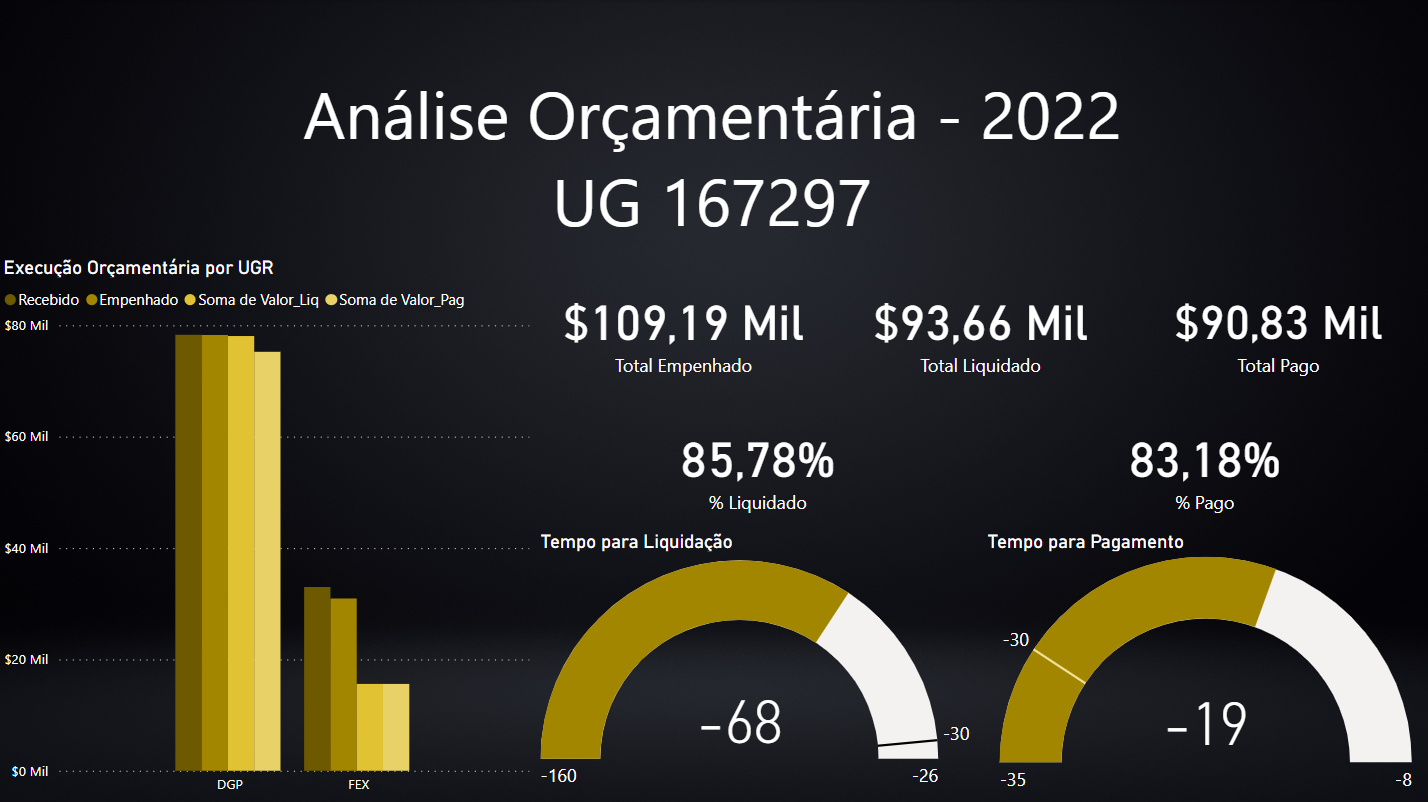 Análise Orçamentária - 2022
UG 167297
Execução Orçamentária por UGR
Recebido Empenhado Soma de Valor_Liq Soma de Valor_Pag
$80 Mil
$60 Mil
$40 Mil
$20 Mil
$0 Mil
DGP FEX
$109,19 Mil
Total Empenhado
$93,66 Mil
Total Liquidado
$90,83 Mil
Total Pago
85,78%
% Liquidado
83,18%
% Pago
Tempo para Liquidação
-68
-30
-160
-26
Tempo para Pagamento
-30
-19
-35
-8